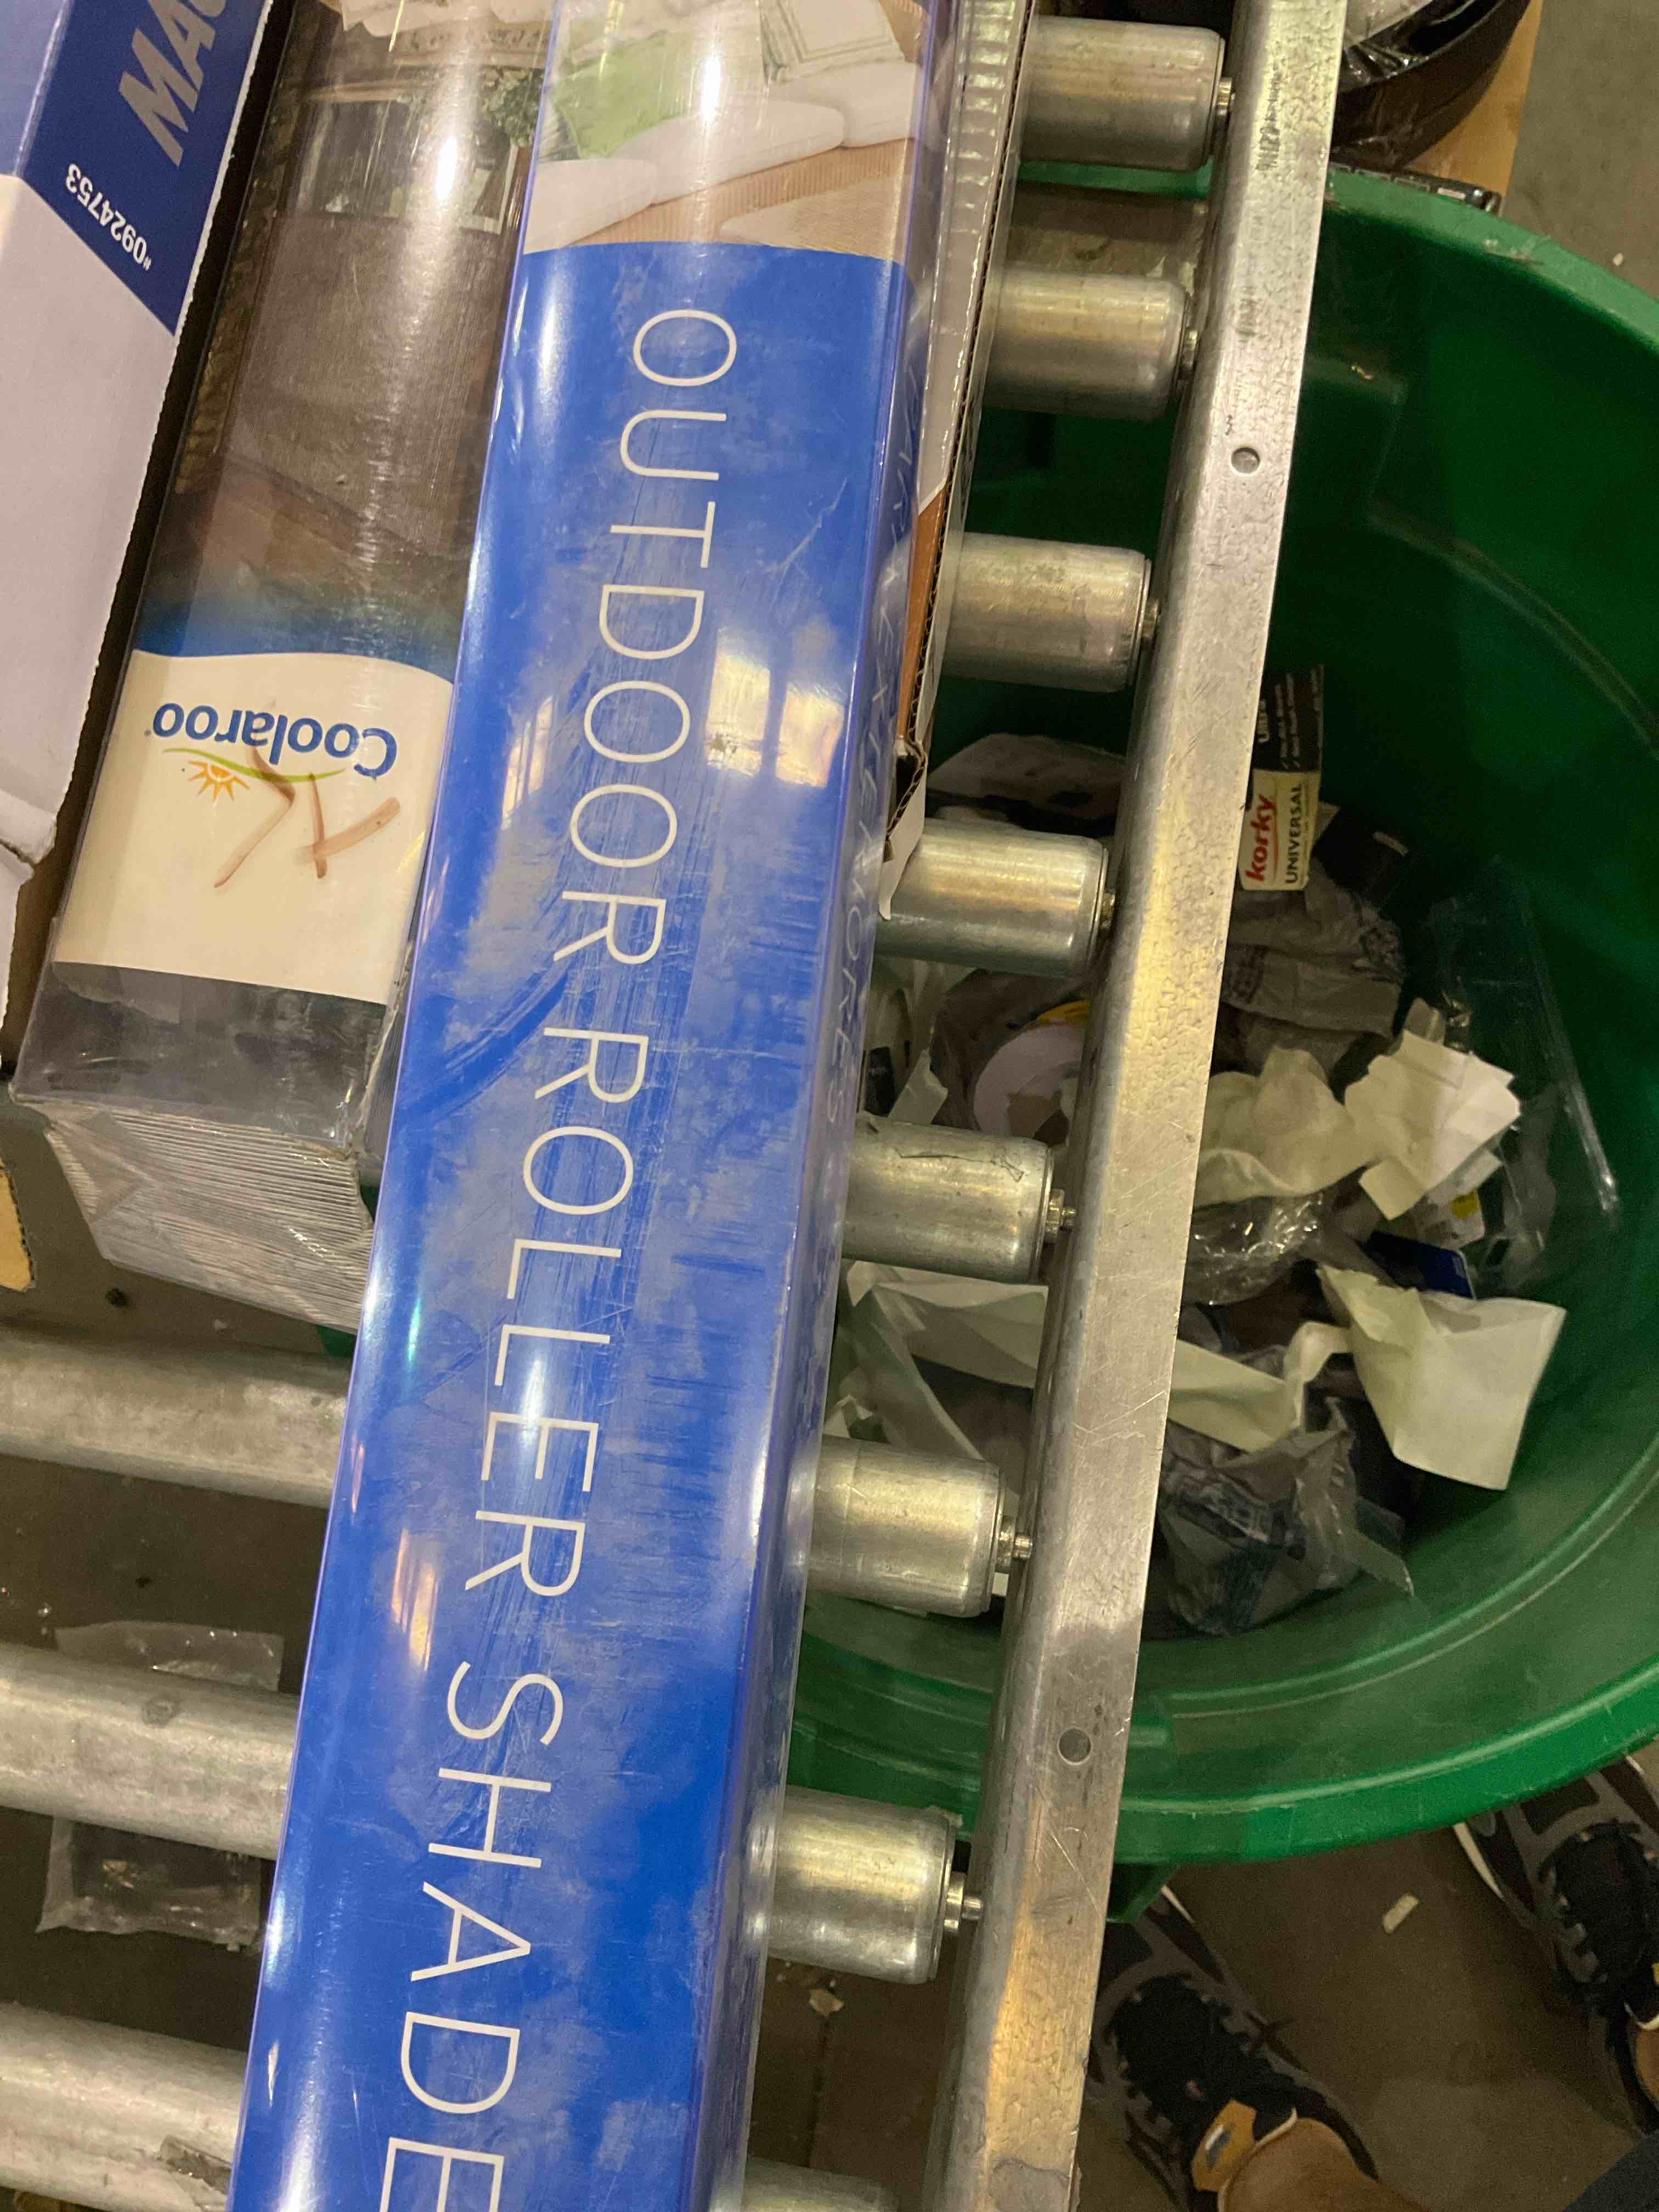 MA
#0924753
Coolaroo
OUTDOOR ROLLER SHADE
korky
UNIVERSAL